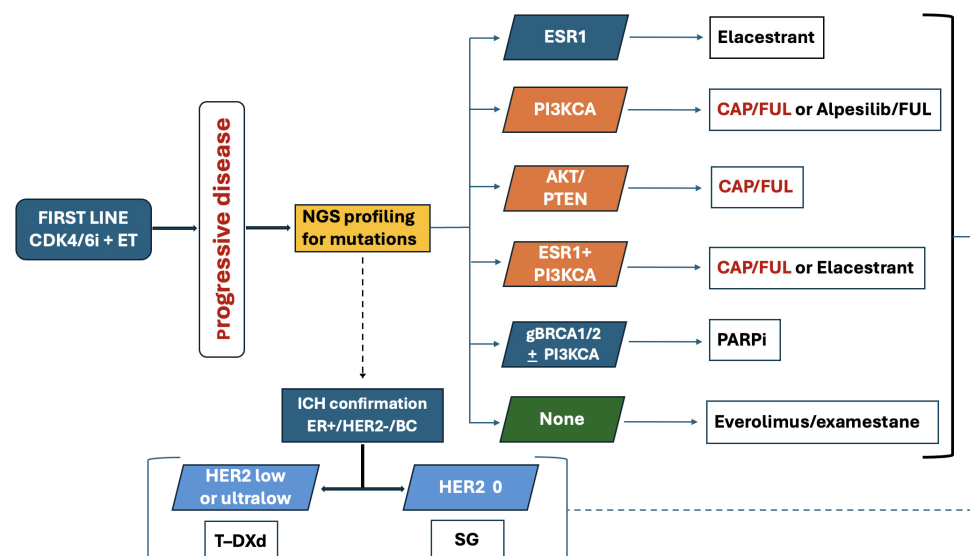 ESR1
Elacestrant
PI3KCA
CAP/FUL or Alpesilib/FUL
Progressive disease
AKT/
PTEN
CAP/FUL
FIRST LINE
CDK4/6i + ET
NGS profiling
for mutations
ESR1+
PI3KCA
CAP/FUL or Elacestrant
gBRCA1/2
± PI3KCA
PARPi
ICH confirmation
ER+/HER2-/BC
None
Everolimus/examestane
HER2 low
or ultralow
HER2 0
T–DXd
SG